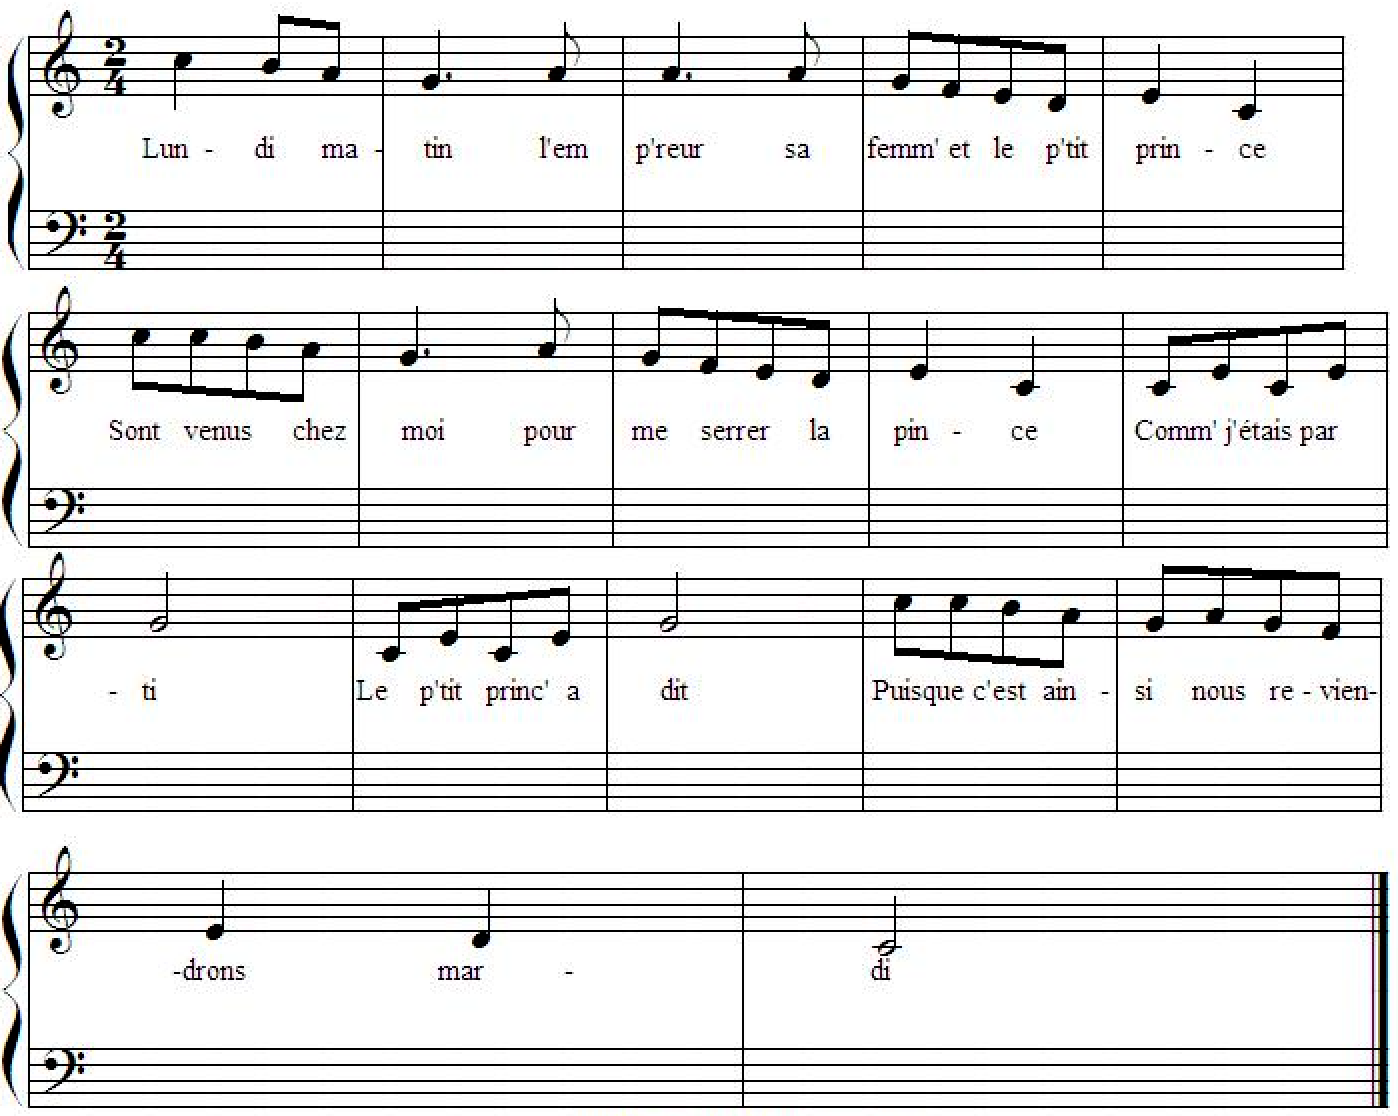 2 4
Lun - di ma - tin l'em p'reur sa femm' et le p'tit prin - ce
2 4
Sont venus chez moi pour me serrer la pin - ce Comm' j'étais par
- ti Le p'tit princ' a dit Puisque c'est ain - si nous re - vien-
-drons mar - di